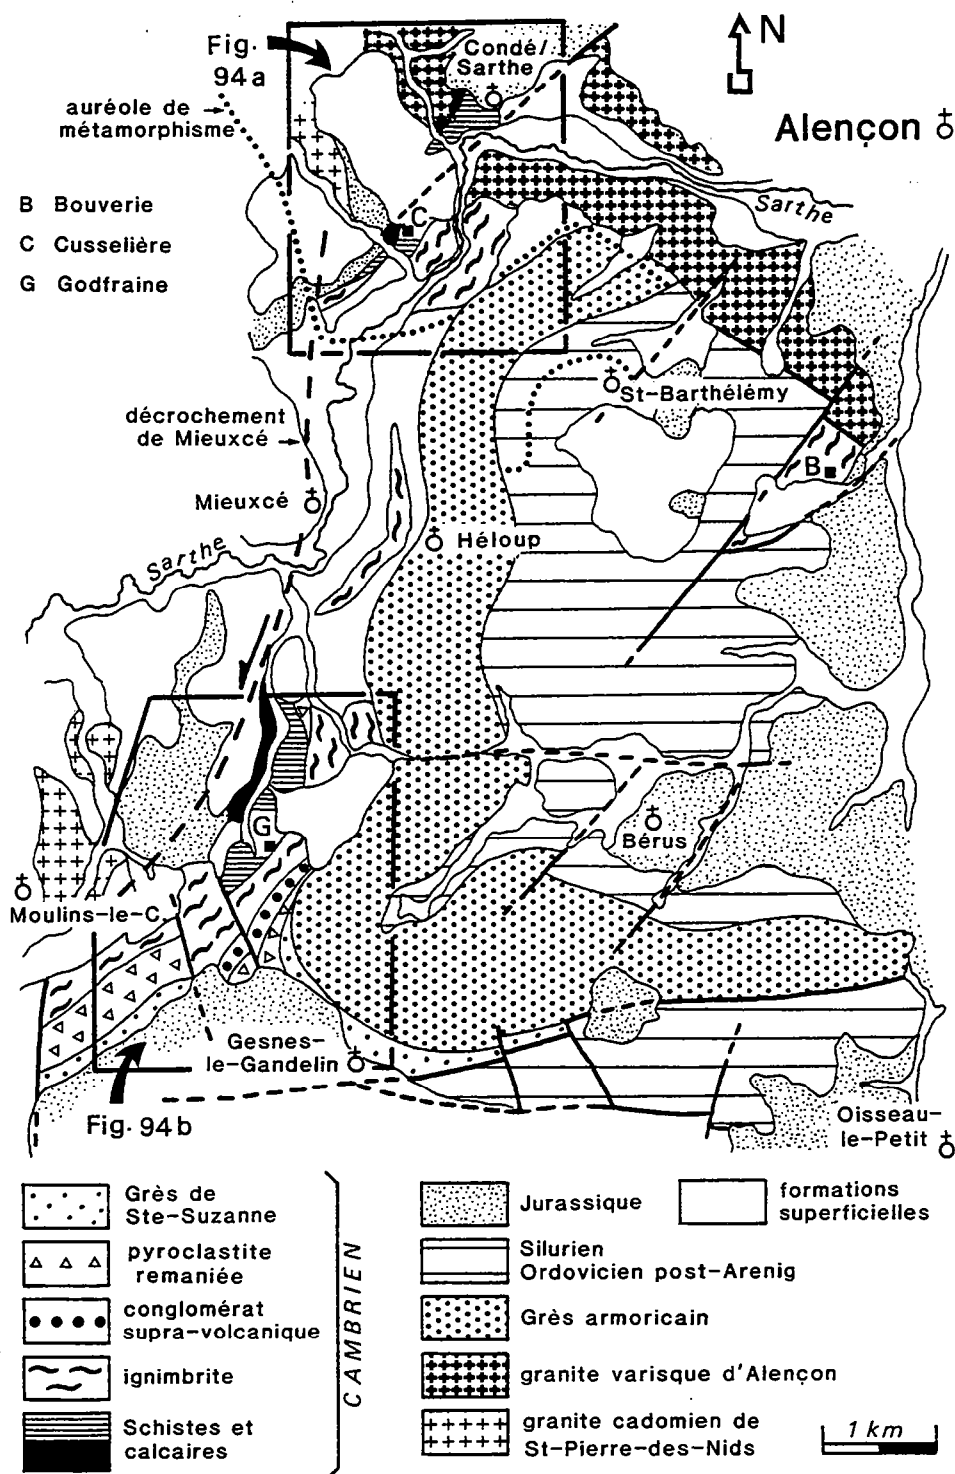 Fig.
94a
Condé/
Sarthe
N
auréole de
métamorphisme
Alençon
Sarthe
B Bouverie
C Cusselière
G Godfraine
C
St-Barthélémy
décrochement
de Mieuxcé
B
Mieuxcé
Héloup
Sarthe
G
Bérus
Moulins-le-C.
Gesnes-
le-Gandelin
Fig. 94b
Oisseau-
le-Petit
Grès de
Ste-Suzanne
pyroclastite
remaniée
conglomérat
supra-volcanique
ignimbrite
Schistes et
calcaires
CAMBRIEN
Jurassique
formations
superficielles
Silurien
Ordovicien post-Arenig
Grès armoricain
granite varisque d'Alençon
granite cadomien de
St-Pierre-des-Nids
1 km